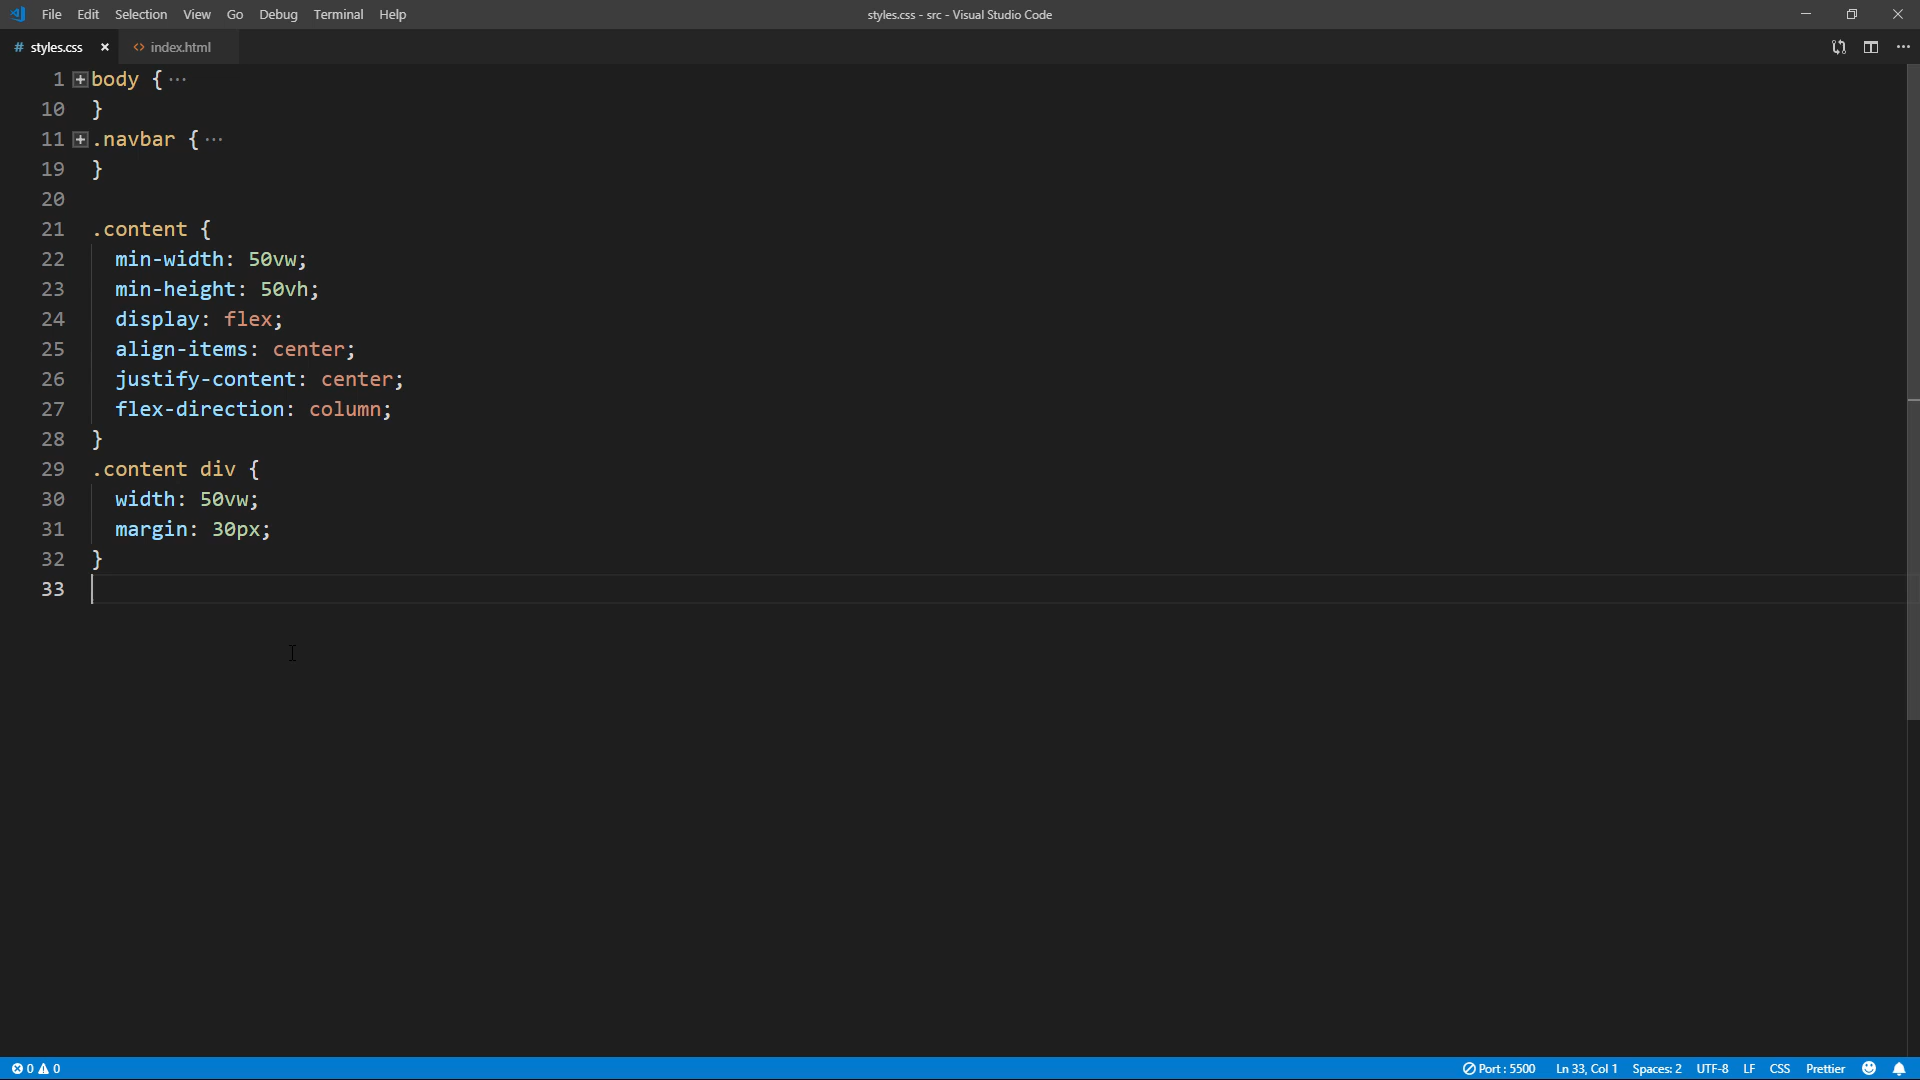 File Edit Selection View Go Debug Terminal Help
styles.css - src - Visual Studio Code
# styles.css × <> index.html
1 body { ···
10 }
11 .navbar { ···
19 }
20
21 .content {
22 min-width: 50vw;
23 min-height: 50vh;
24 display: flex;
25 align-items: center;
26 justify-content: center;
27 flex-direction: column;
28 }
29 .content div {
30 width: 50vw;
31 margin: 30px;
32 }
33
0 0 Port : 5500 Ln 33, Col 1 Spaces: 2 UTF-8 LF CSS Prettier